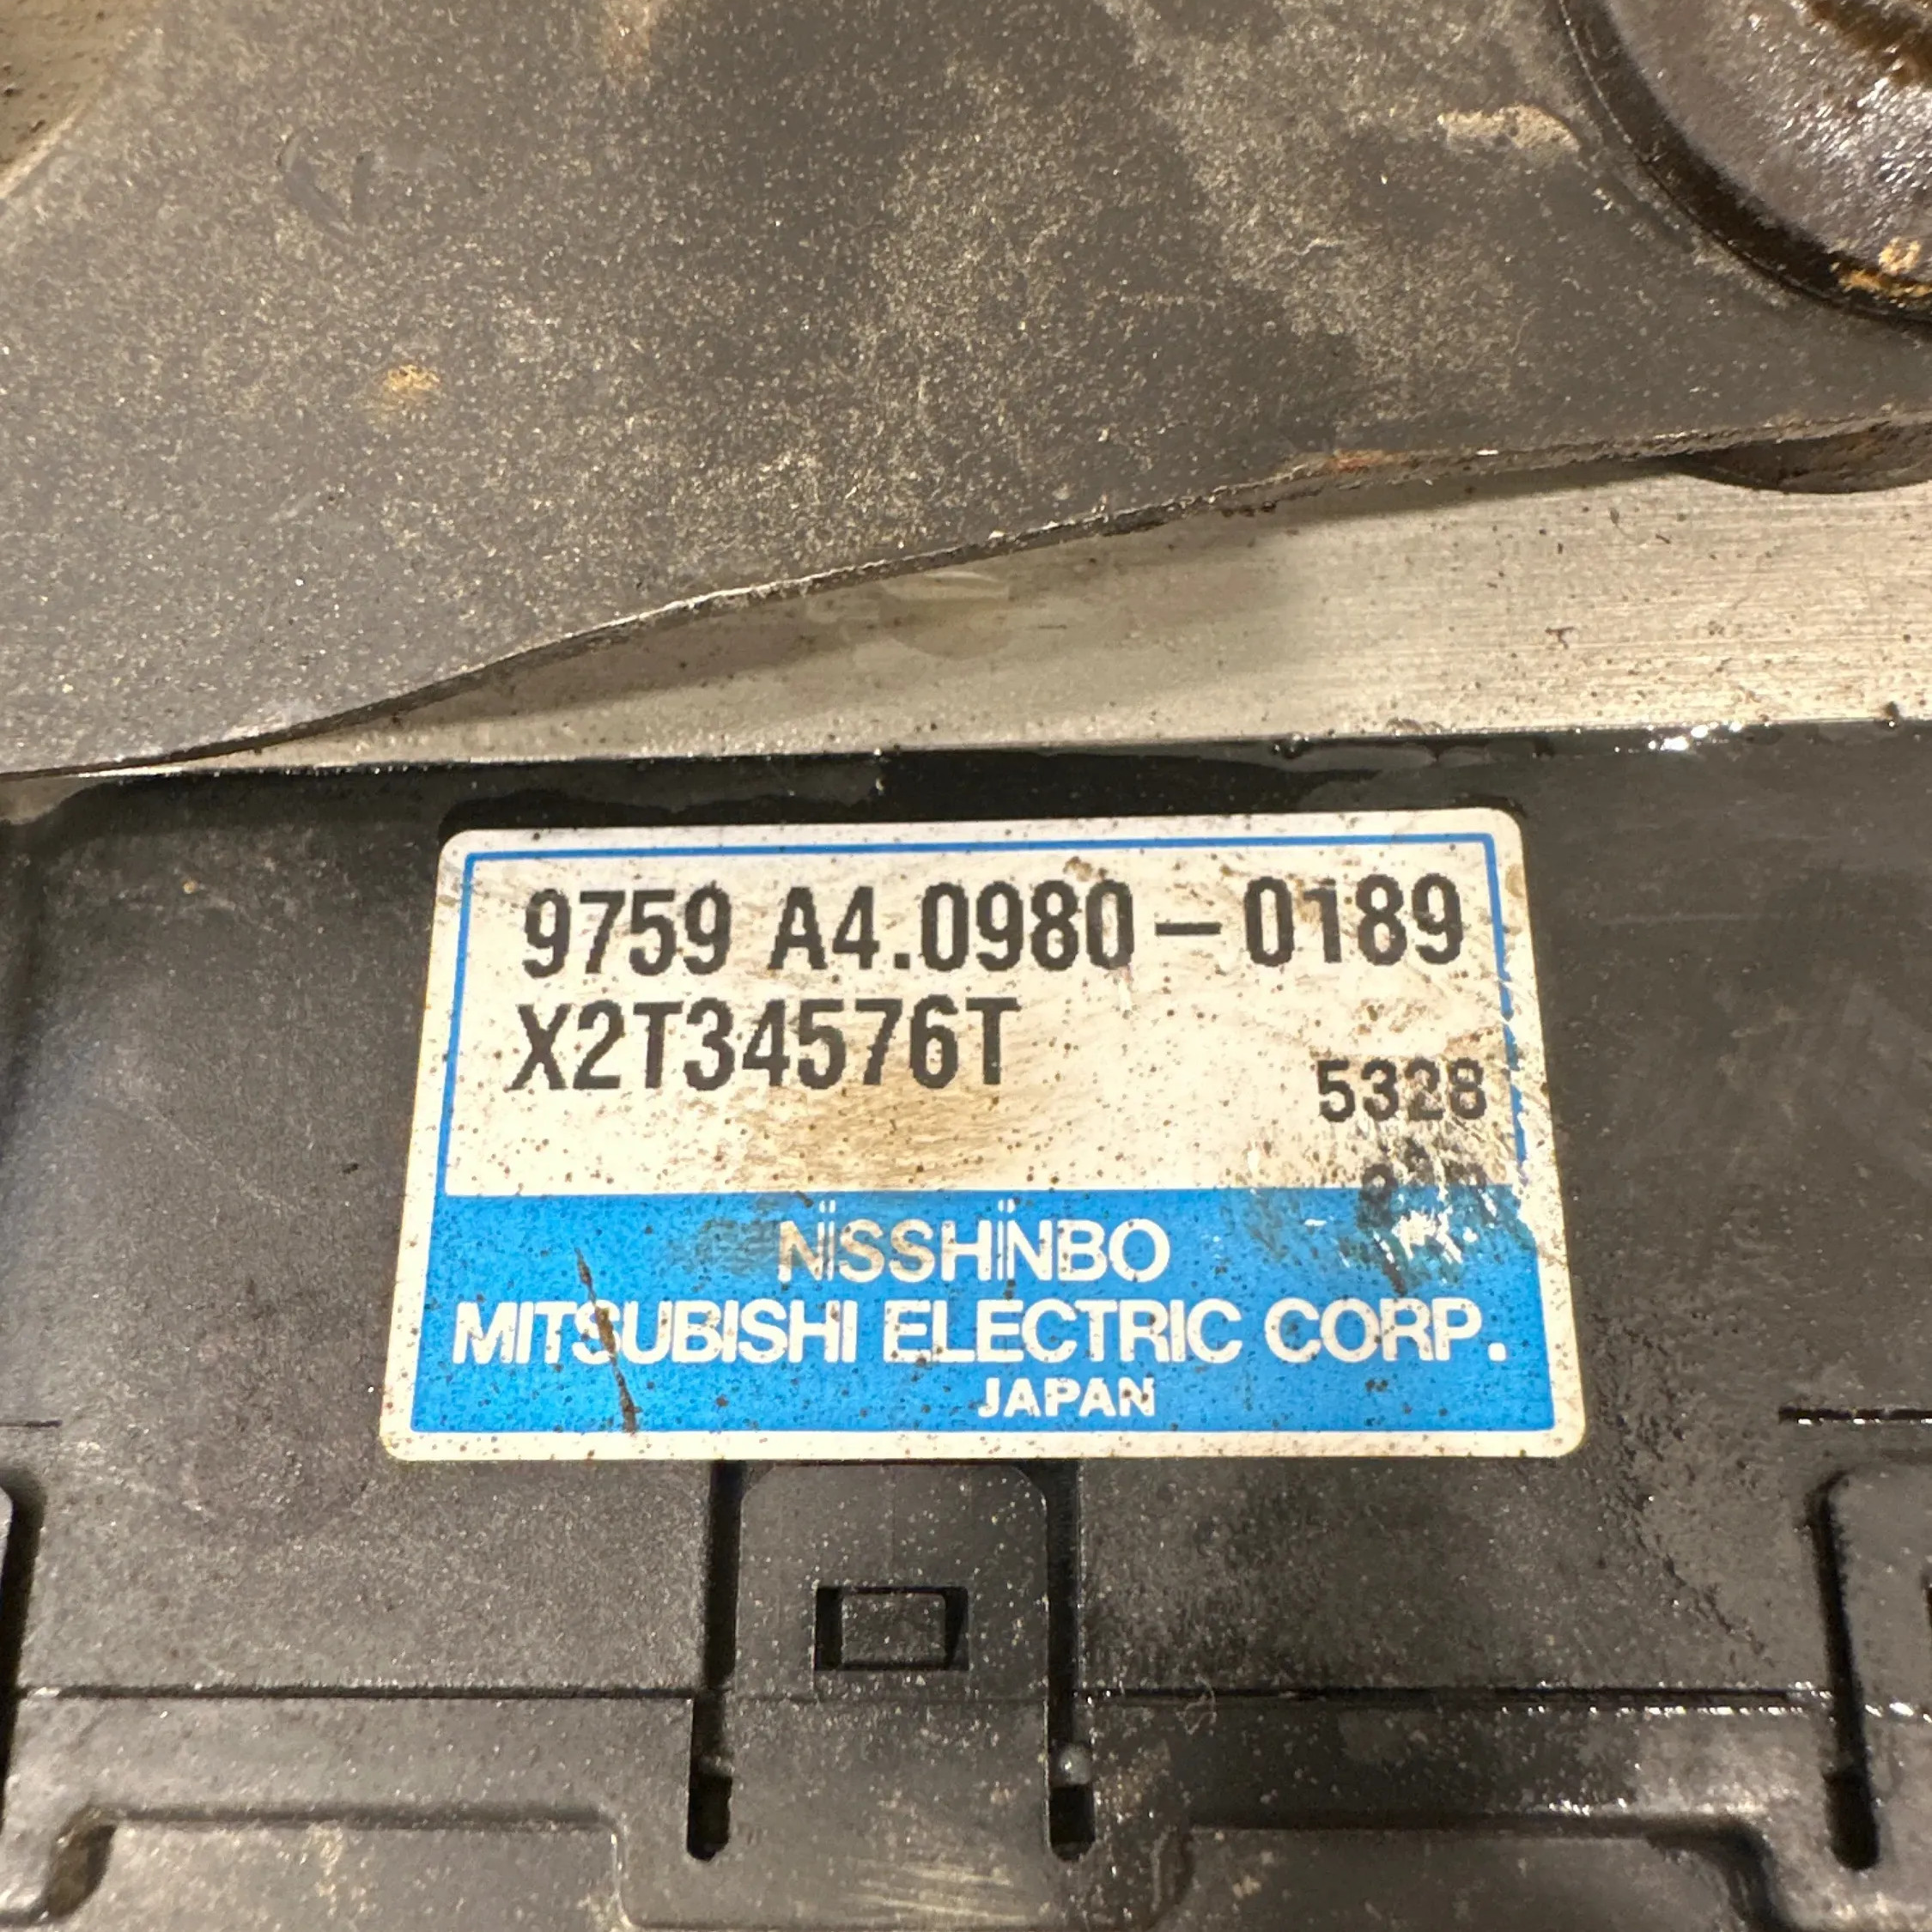 9759 A4.0980-0189
X2T34576T
5328
NiSSHiNBO
MITSUBISHI ELECTRIC CORP.
JAPAN